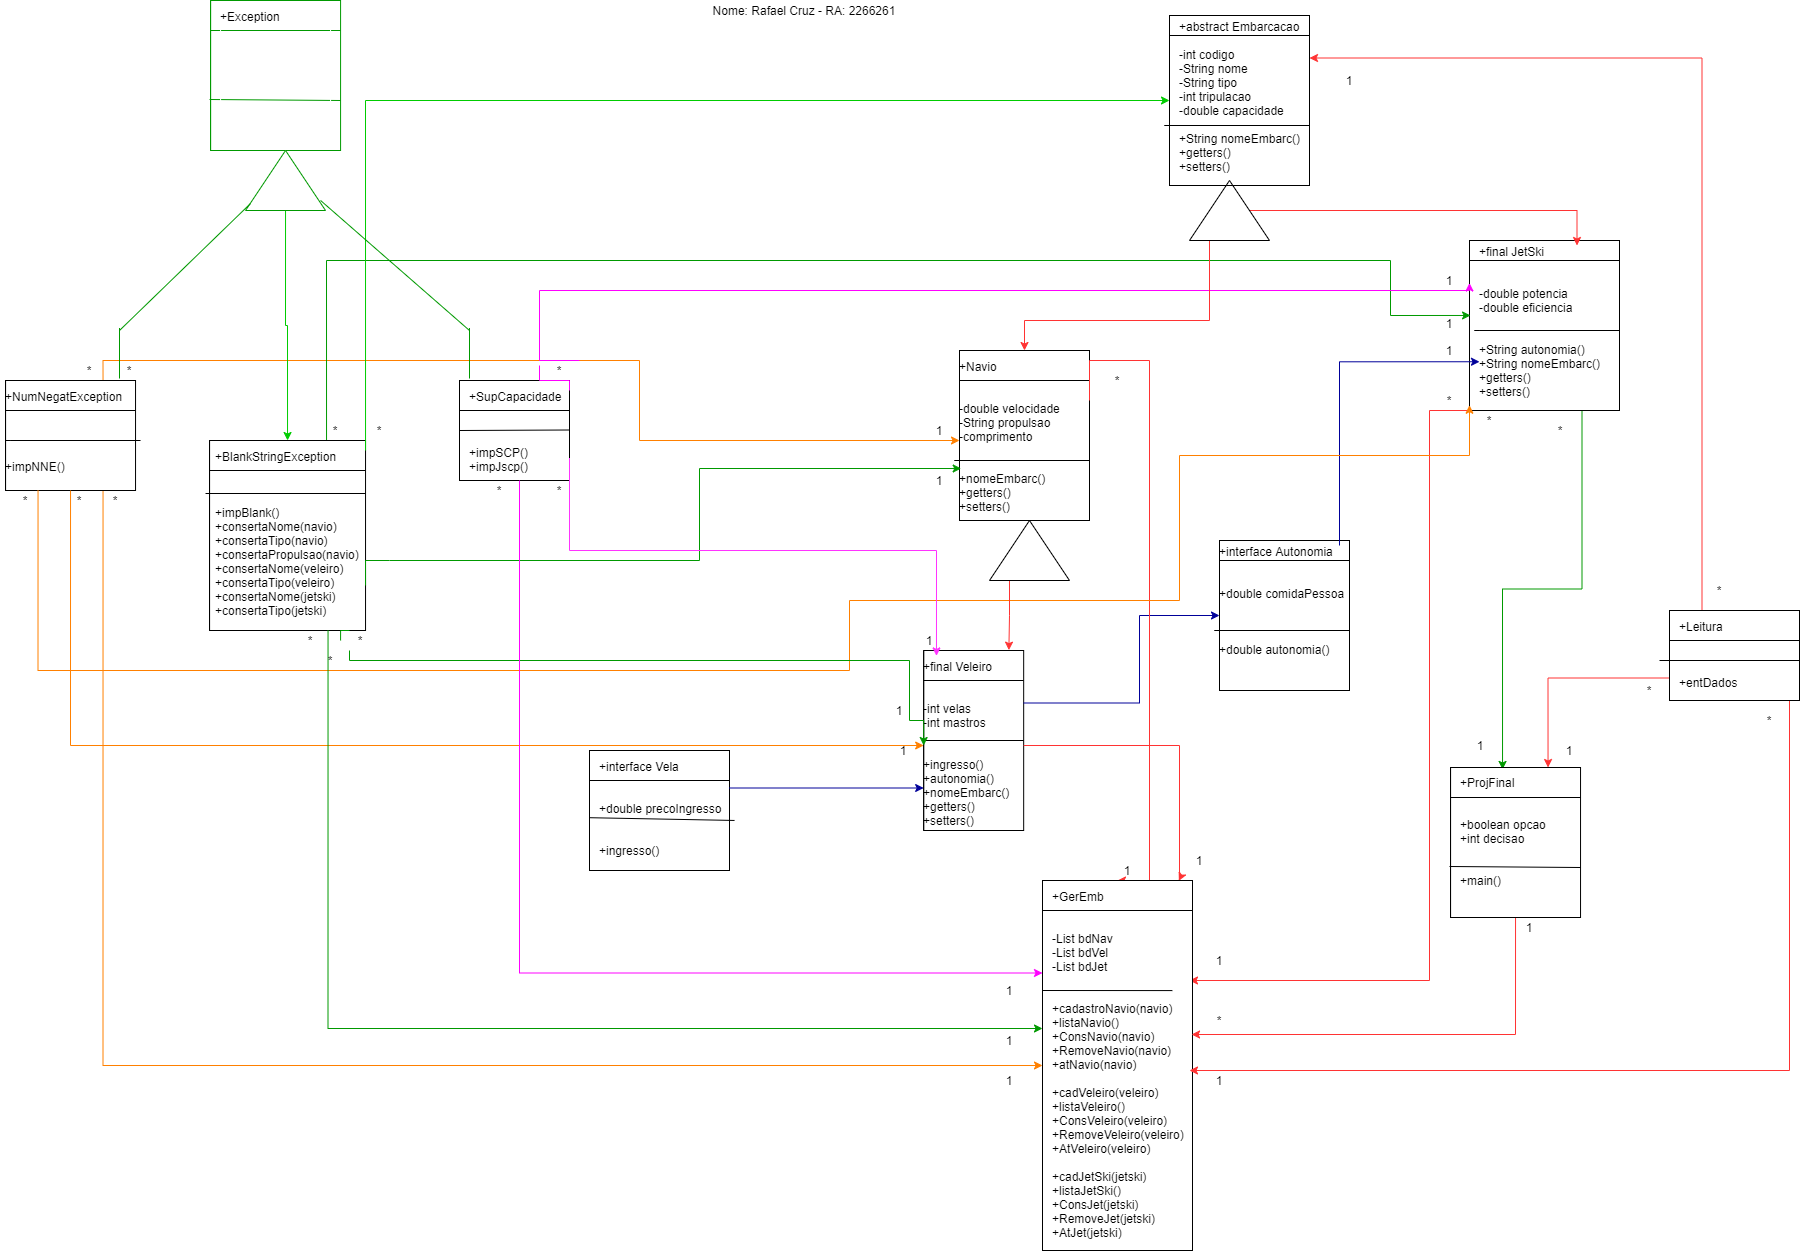 Nome: Rafael Cruz - RA: 2266261
+Exception
+abstract Embarcacao
-int codigo
-String nome
-String tipo
-int tripulacao
-double capacidade
+String nomeEmbarc()
+getters()
+setters()
1
+final JetSki
-double potencia
-double eficiencia
+String autonomia()
+String nomeEmbarc()
+getters()
+setters()
1
1
1
*
*
*
+Navio
-double velocidade
-String propulsao
-comprimento
+nomeEmbarc()
+getters()
+setters()
*
1
1
+NumNegatException
+impNNE()
*
*
*
*
*
+BlankStringException
+impBlank()
+consertaNome(navio)
+consertaTipo(navio)
+consertaPropulsao(navio)
+consertaNome(veleiro)
+consertaTipo(veleiro)
+consertaNome(jetski)
+consertaTipo(jetski)
*
*
*
*
*
+SupCapacidade
+impSCP()
+impJscp()
*
*
*
+interface Autonomia
+double comidaPessoa
+double autonomia()
+Leitura
+entDados
*
*
*
+final Veleiro
-int velas
-int mastros
+ingresso()
+autonomia()
+nomeEmbarc()
+getters()
+setters()
1
1
1
+interface Vela
+double precoIngresso
+ingresso()
+ProjFinal
+boolean opcao
+int decisao
+main()
1
1
1
+GerEmb
-List bdNav
-List bdVel
-List bdJet
+cadastroNavio(navio)
+listaNavio()
+ConsNavio(navio)
+RemoveNavio(navio)
+atNavio(navio)
+cadVeleiro(veleiro)
+listaVeleiro()
+ConsVeleiro(veleiro)
+RemoveVeleiro(veleiro)
+AtVeleiro(veleiro)
+cadJetSki(jetski)
+listaJetSki()
+ConsJet(jetski)
+RemoveJet(jetski)
+AtJet(jetski)
1
1
1
*
1
1
1
1